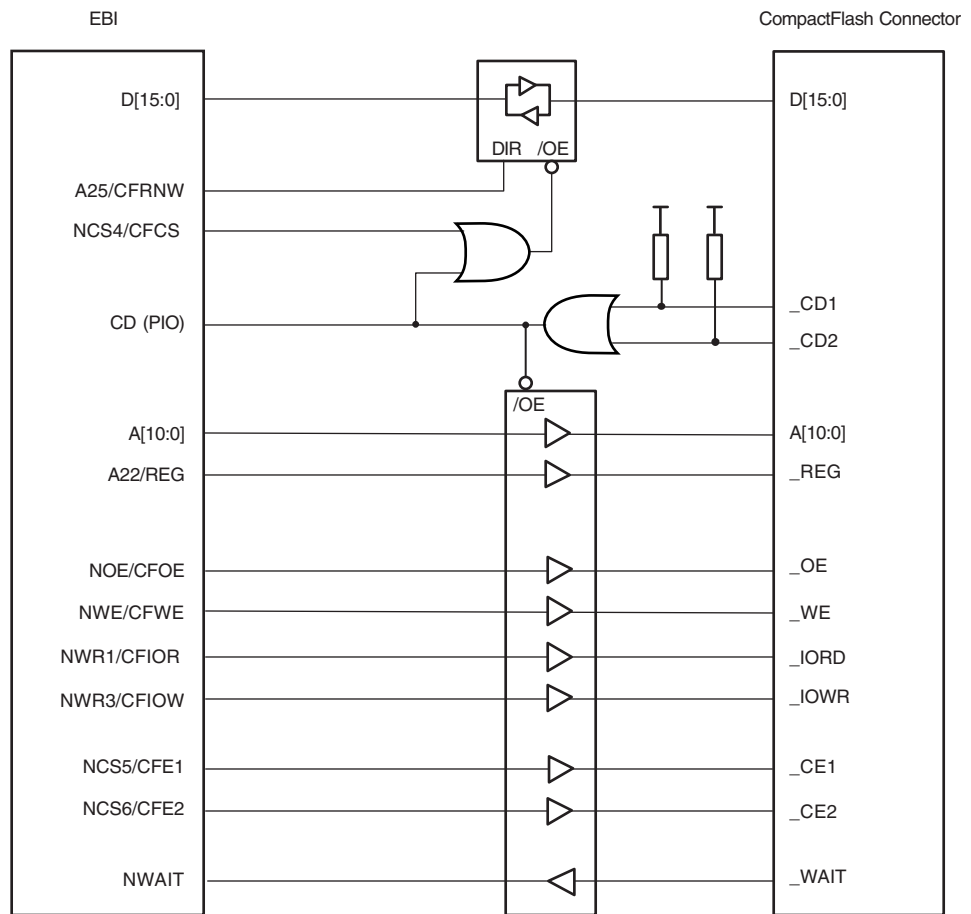 EBI CompactFlash Connector
D[15:0] D[15:0]
DIR /OE
A25/CFRNW
NCS4/CFCS
_CD1
CD (PIO)
_CD2
/OE
A[10:0] A[10:0]
A22/REG _REG
NOE/CFOE _OE
NWE/CFWE _WE
NWR1/CFIOR _IORD
NWR3/CFIOW _IOWR
NCS5/CFE1 _CE1
NCS6/CFE2 _CE2
NWAIT _WAIT